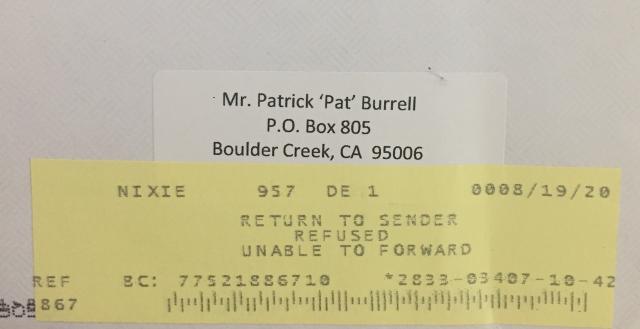 Mr. Patrick ‘Pat’ Burrell
P.O. Box 805
Boulder Creek, CA 95006
NIXIE 957 DE 1 0008/19/20
RETURN TO SENDER
REFUSED
UNABLE TO FORWARD
REF BC: 77521886710 *2833-03407-10-42